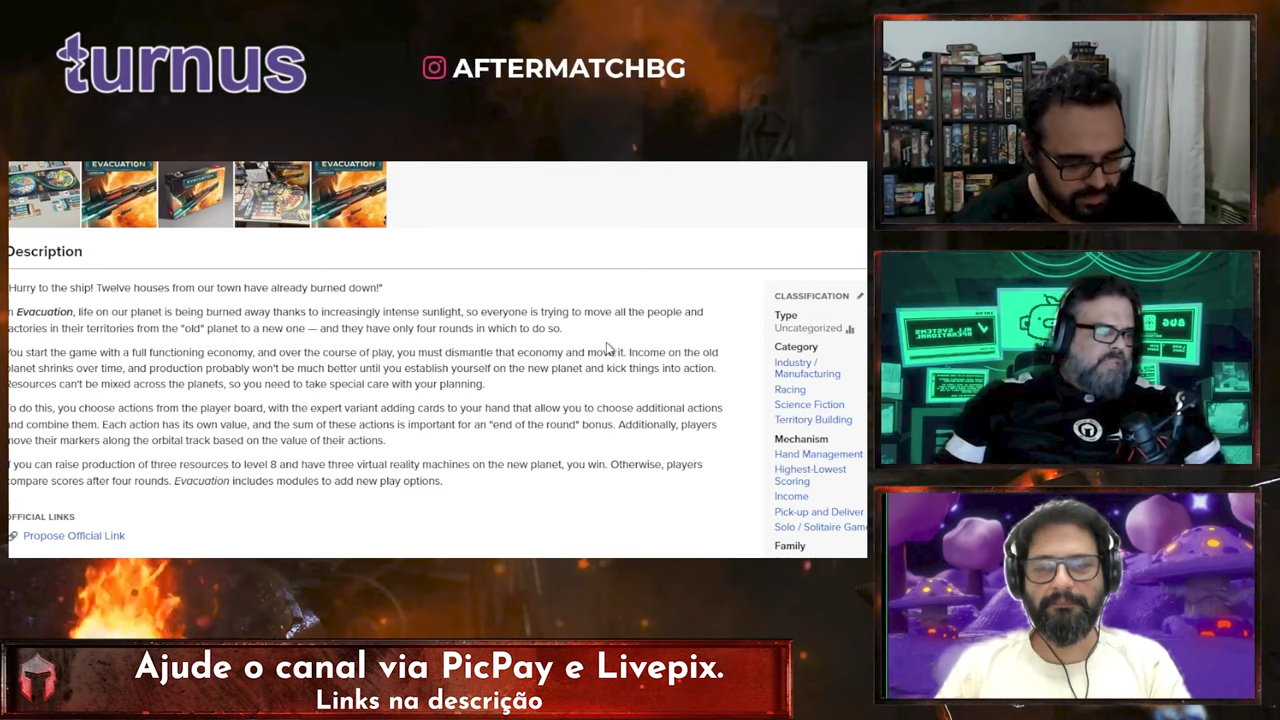 turnus
AFTERMATCHBG
EVACUATION
EVACUATION
Description
Hurry to the ship! Twelve houses from our town have already burned down!"
n Evacuation, life on our planet is being burned away thanks to increasingly intense sunlight, so everyone is trying to move all the people and
actories in their territories from the "old" planet to a new one — and they have only four rounds in which to do so.
You start the game with a full functioning economy, and over the course of play, you must dismantle that economy and move it. Income on the old
planet shrinks over time, and production probably won't be much better until you establish yourself on the new planet and kick things into action.
Resources can't be mixed across the planets, so you need to take special care with your planning.
o do this, you choose actions from the player board, with the expert variant adding cards to your hand that allow you to choose additional actions
and combine them. Each action has its own value, and the sum of these actions is important for an "end of the round" bonus. Additionally, players
move their markers along the orbital track based on the value of their actions.
f you can raise production of three resources to level 8 and have three virtual reality machines on the new planet, you win. Otherwise, players
compare scores after four rounds. Evacuation includes modules to add new play options.
OFFICIAL LINKS
Propose Official Link
CLASSIFICATION
Type
Uncategorized
Category
Industry /
Manufacturing
Racing
Science Fiction
Territory Building
Mechanism
Hand Management
Highest-Lowest
Scoring
Income
Pick-up and Deliver
Solo / Solitaire Gam
Family
ALL SYSTEMS
OPERATIONAL
BUG
Ajude o canal via PicPay e Livepix.
Links na descrição